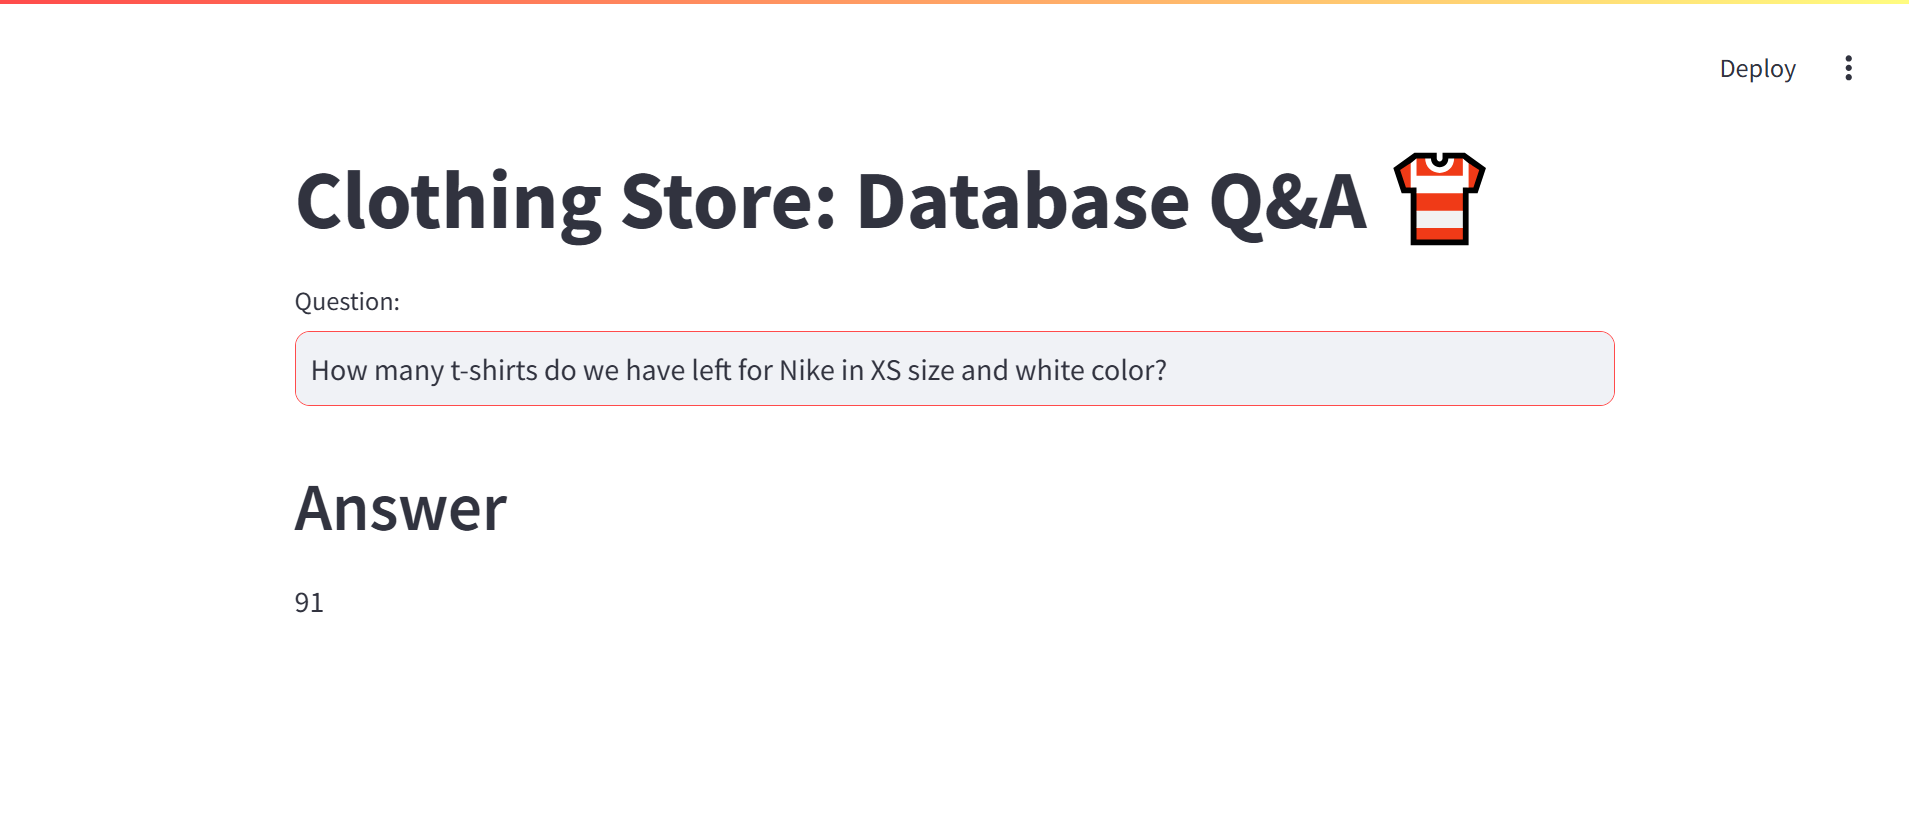 Deploy
Clothing Store: Database Q&A
Question:
How many t-shirts do we have left for Nike in XS size and white color?
Answer
91